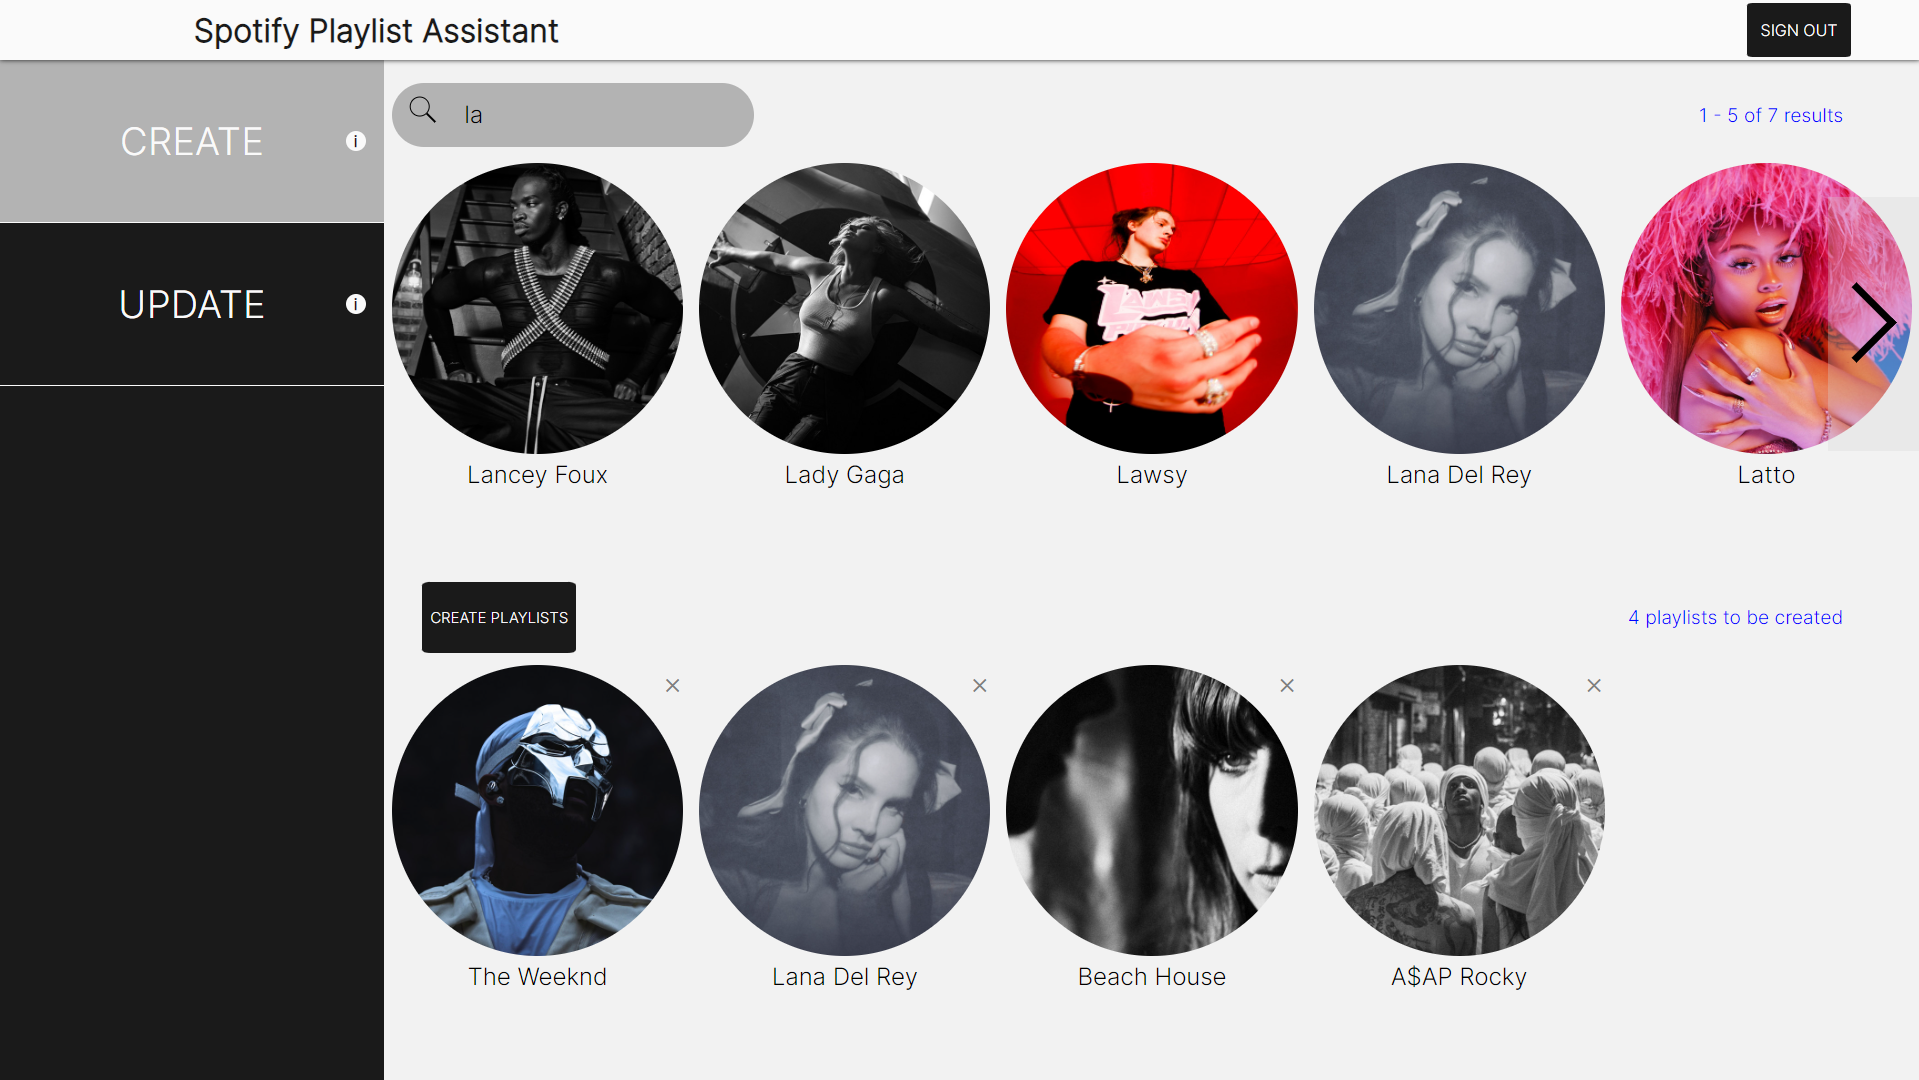 Spotify Playlist Assistant
SIGN OUT
CREATE
i
UPDATE
i
la
1 - 5 of 7 results
LAWSY
Lancey Foux
Lady Gaga
Lawsy
Lana Del Rey
Latto
CREATE PLAYLISTS
4 playlists to be created
The Weeknd
Lana Del Rey
Beach House
A$AP Rocky